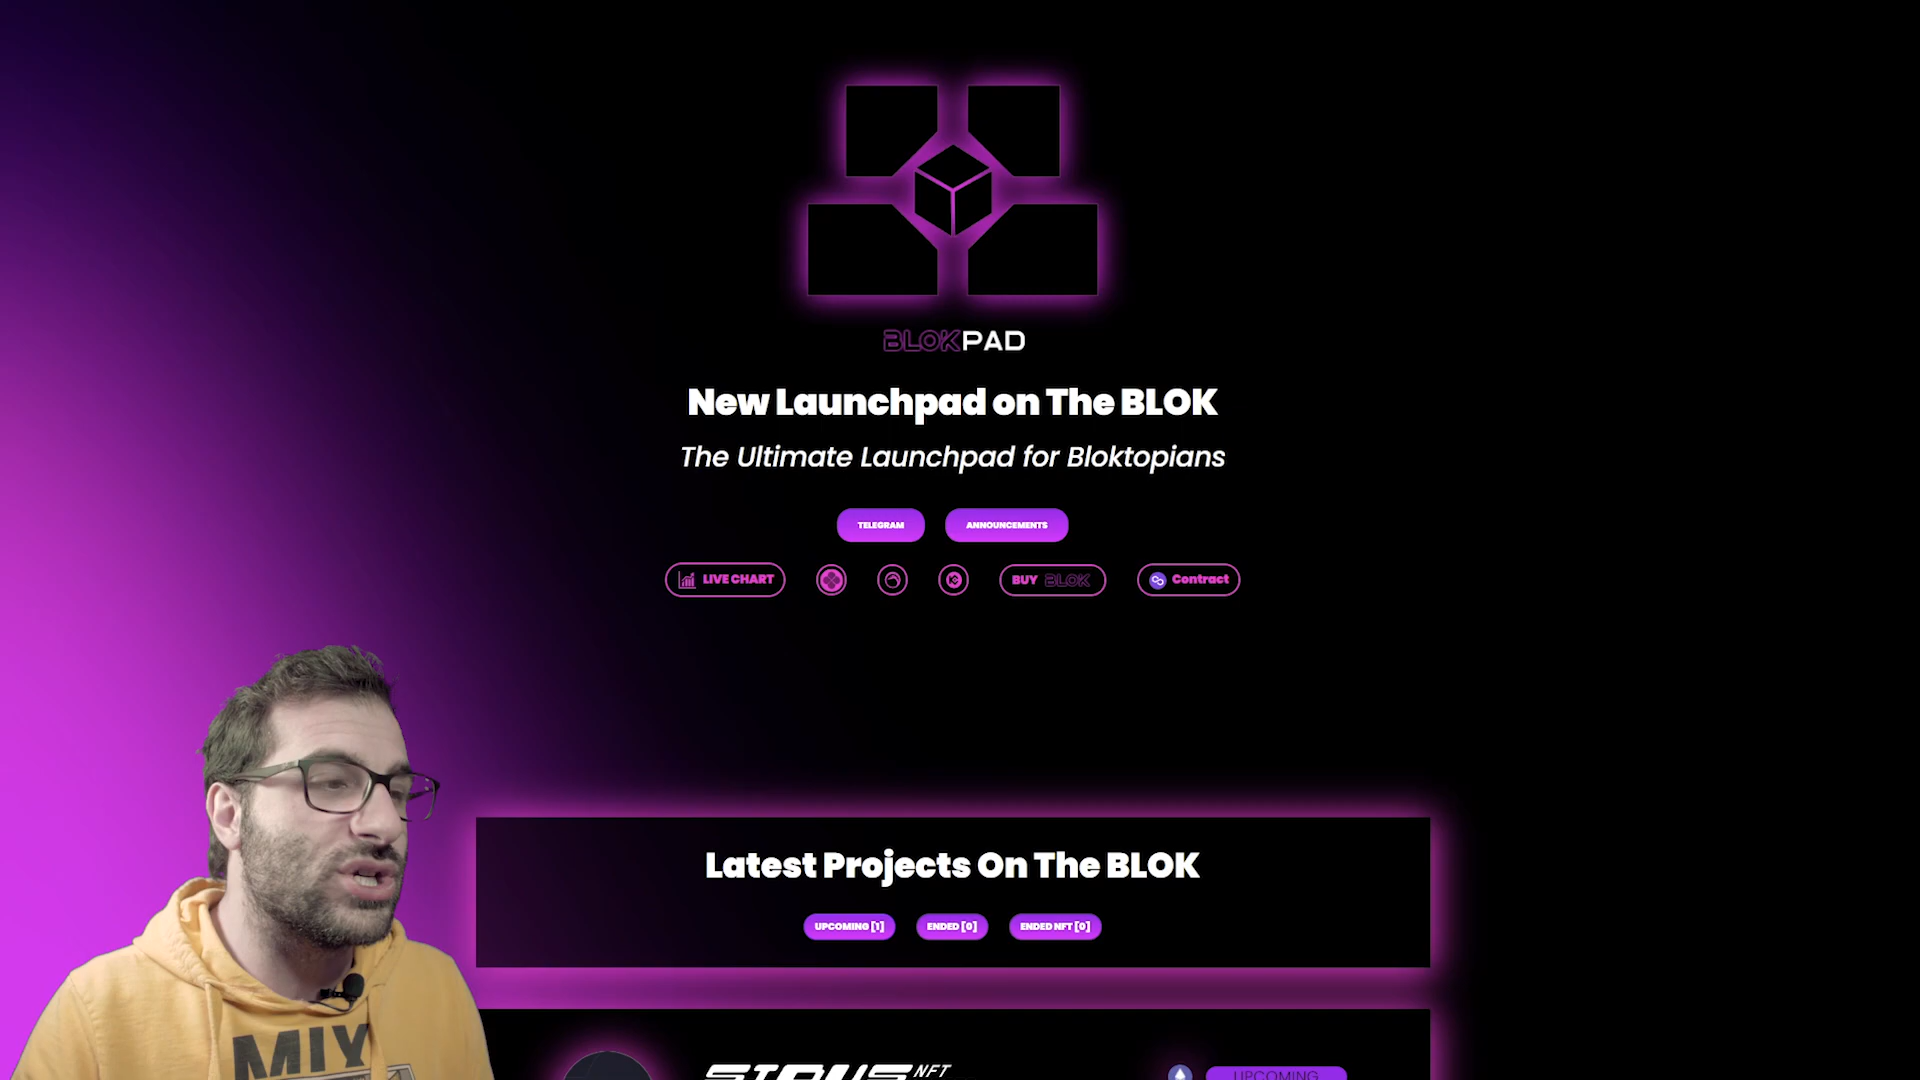 BLOKPAD
New Launchpad on The BLOK
The Ultimate Launchpad for Bloktopians
TELEGRAM ANNOUNCEMENTS
LIVE CHART BUY BLOK Contract
Latest Projects On The BLOK
UPCOMING [1] ENDED [0] ENDED NFT [0]
NFT UPCOMING
MIX